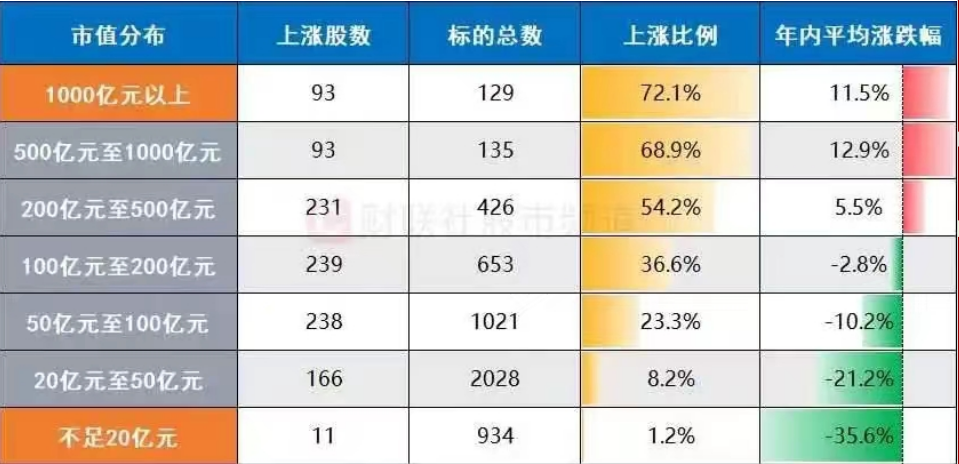 市值分布 上涨股数 标的总数 上涨比例 年内平均涨跌幅
1000亿元以上 93 129 72.1% 11.5%
500亿元至1000亿元 93 135 68.9% 12.9%
200亿元至500亿元 231 426 54.2% 5.5%
财联社股市频道
100亿元至200亿元 239 653 36.6% -2.8%
50亿元至100亿元 238 1021 23.3% -10.2%
20亿元至50亿元 166 2028 8.2% -21.2%
不足20亿元 11 934 1.2% -35.6%